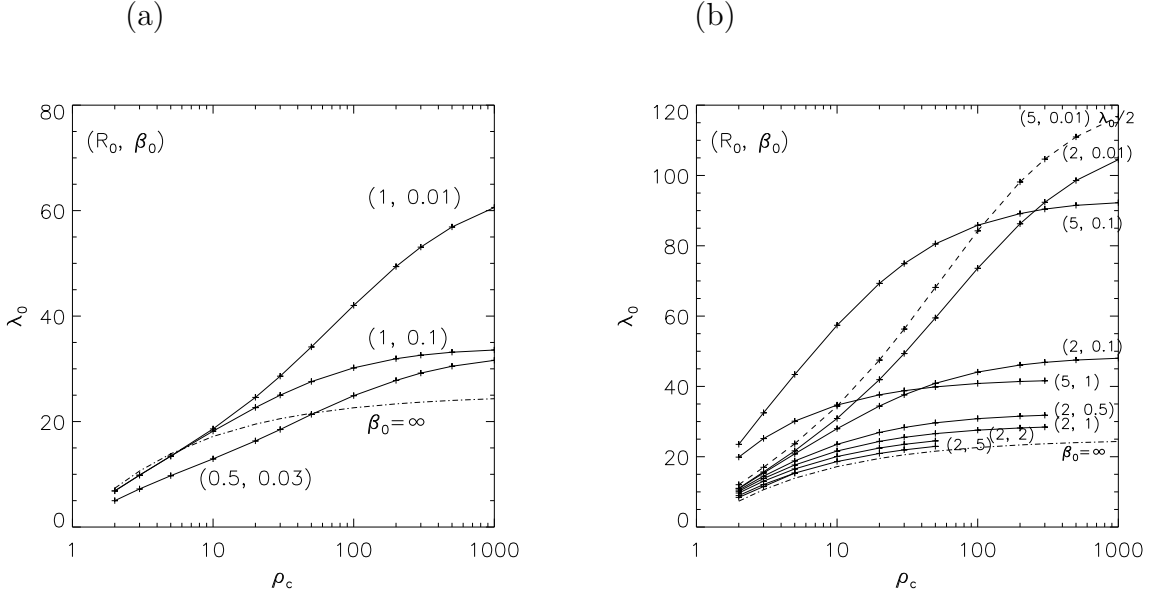 (a)
80
(R₀, β₀)
(1, 0.01)
60
40
λ₀
(1, 0.1)
20
β₀=∞
(0.5, 0.03)
0
1
10
100
1000
ρ_c
(b)
120
(5, 0.01) λ₀/2
(R₀, β₀)
(2, 0.01)
100
(5, 0.1)
80
60
λ₀
(2, 0.1)
40
(5, 1)
(2, 0.5)
(2, 1)
(2, 2)
(2, 5)
β₀=∞
20
0
1
10
100
1000
ρ_c